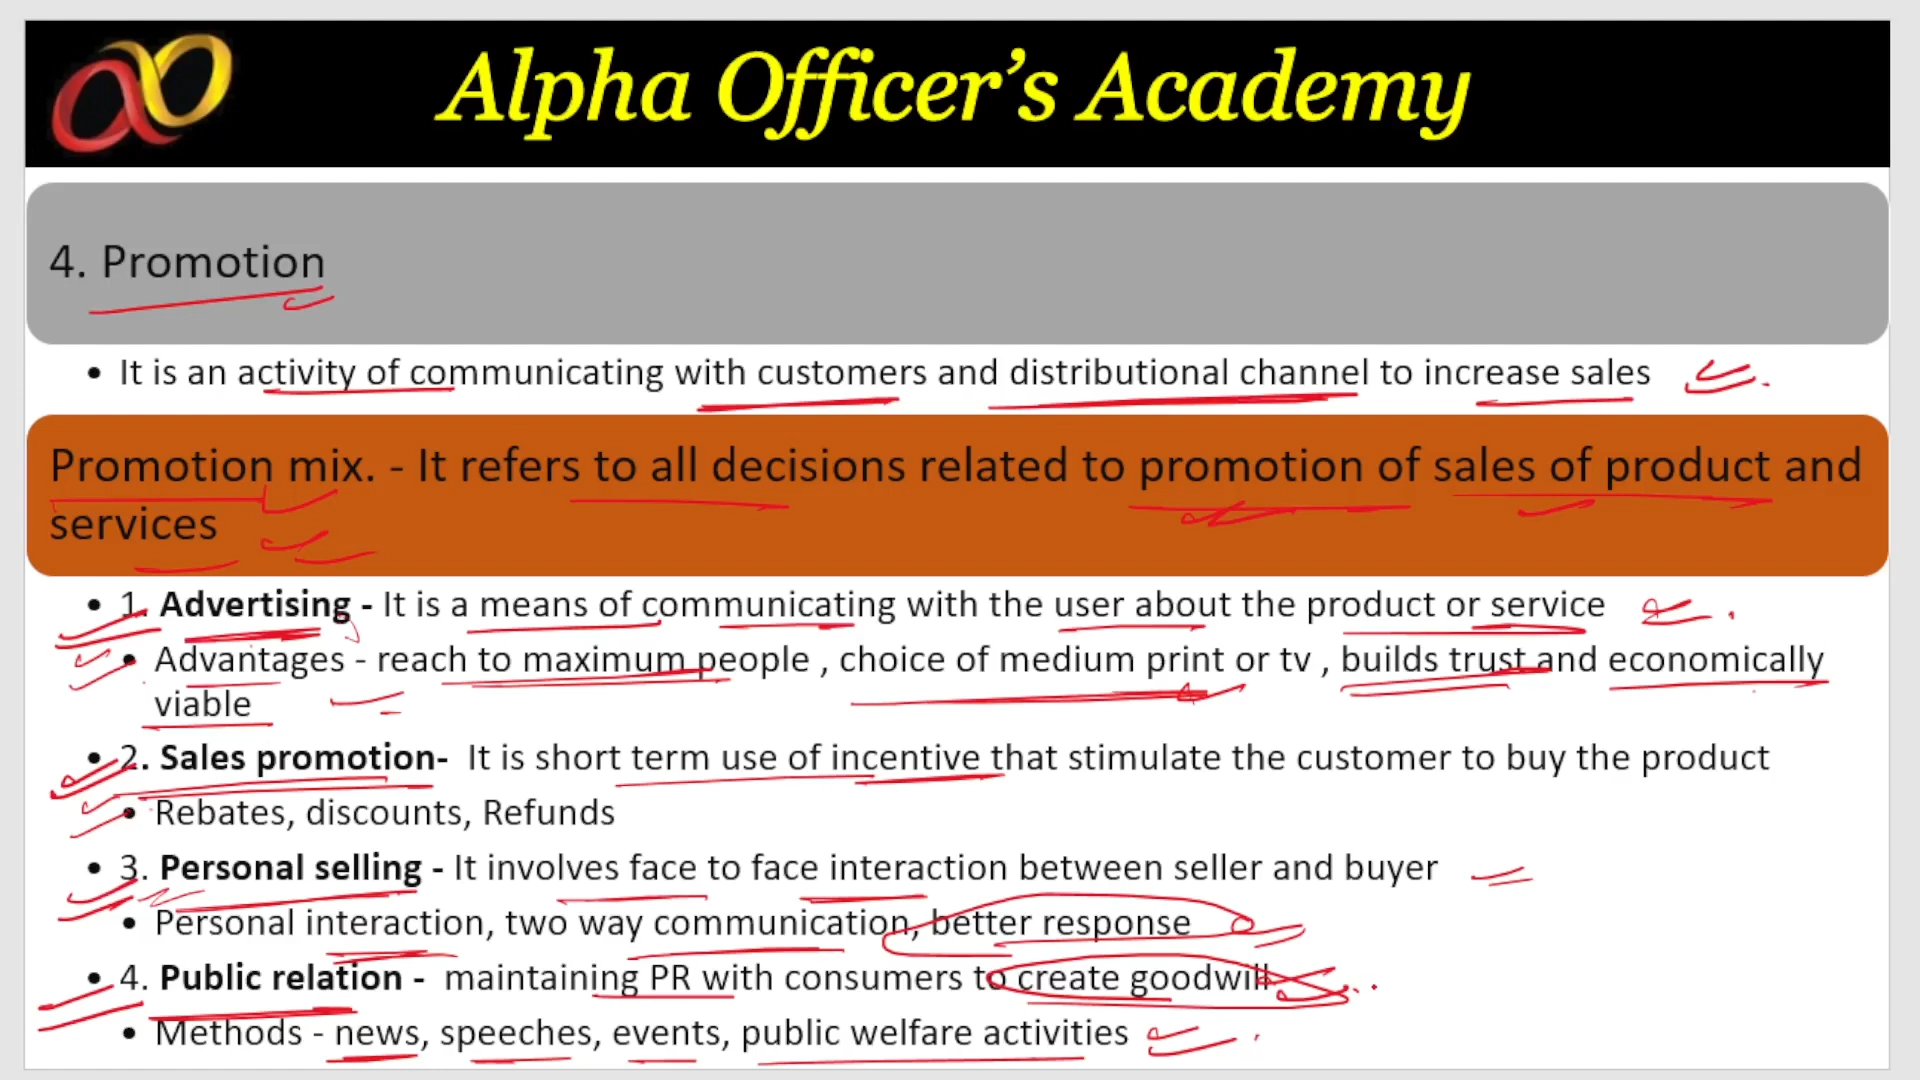 Alpha Officer’s Academy
4. Promotion
• It is an activity of communicating with customers and distributional channel to increase sales
Promotion mix. - It refers to all decisions related to promotion of sales of product and
services
• 1. Advertising - It is a means of communicating with the user about the product or service
• Advantages - reach to maximum people , choice of medium print or tv , builds trust and economically
viable
• 2. Sales promotion- It is short term use of incentive that stimulate the customer to buy the product
• Rebates, discounts, Refunds
• 3. Personal selling - It involves face to face interaction between seller and buyer
• Personal interaction, two way communication, better response
• 4. Public relation - maintaining PR with consumers to create goodwill
• Methods - news, speeches, events, public welfare activities